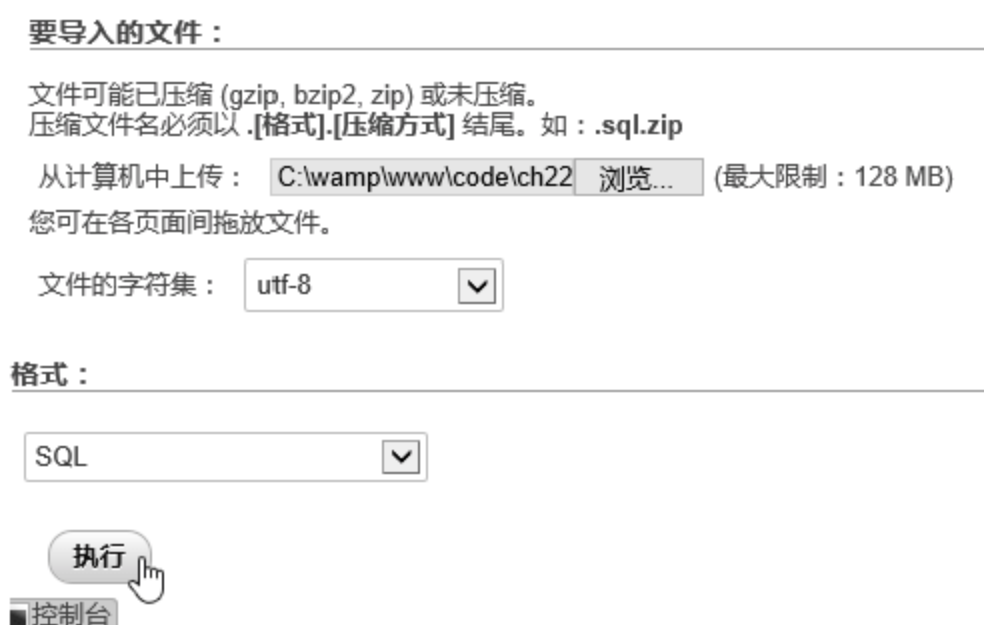 要导入的文件：
文件可能已压缩 (gzip, bzip2, zip) 或未压缩。
压缩文件名必须以 .[格式].[压缩方式] 结尾。如：.sql.zip
从计算机中上传： C:\wamp\www\code\ch22 浏览... (最大限制：128 MB)
您可在各页面间拖放文件。
文件的字符集： utf-8
格式：
SQL
执行
控制台